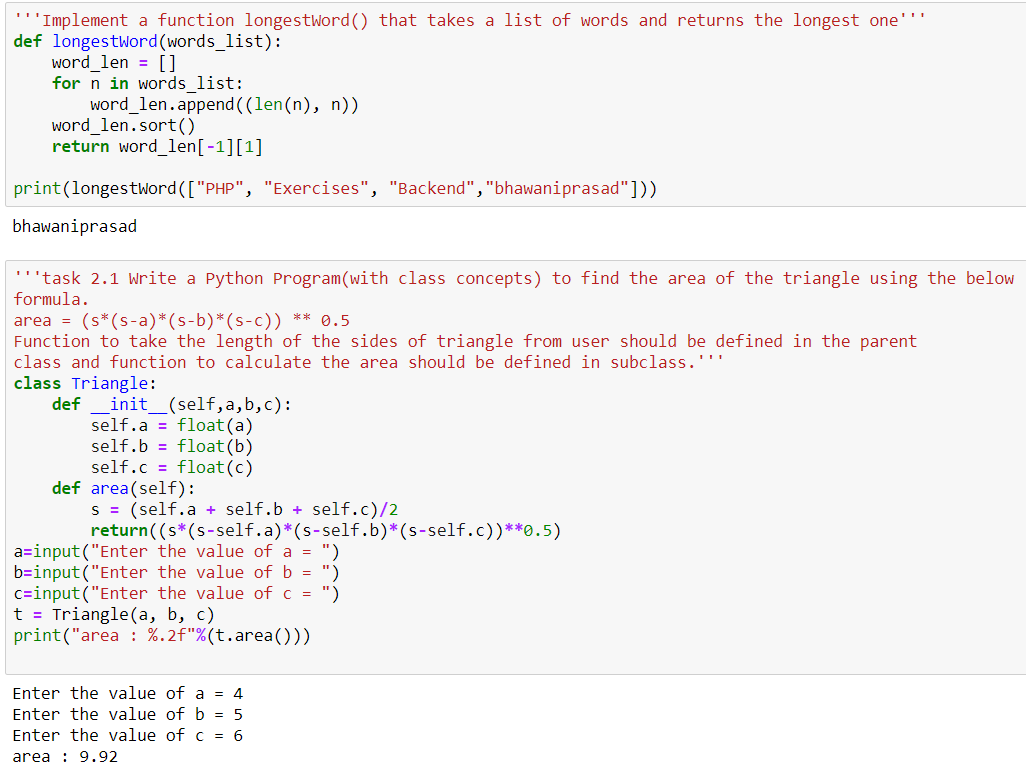 '''Implement a function longestWord() that takes a list of words and returns the longest one'''
def longestWord(words_list):
    word_len = []
    for n in words_list:
        word_len.append((len(n), n))
    word_len.sort()
    return word_len[-1][1]

print(longestWord(["PHP", "Exercises", "Backend","bhawaniprasad"]))
bhawaniprasad
'''task 2.1 Write a Python Program(with class concepts) to find the area of the triangle using the below
formula.
area = (s*(s-a)*(s-b)*(s-c)) ** 0.5
Function to take the length of the sides of triangle from user should be defined in the parent
class and function to calculate the area should be defined in subclass.'''
class Triangle:
    def __init__(self,a,b,c):
        self.a = float(a)
        self.b = float(b)
        self.c = float(c)
    def area(self):
        s = (self.a + self.b + self.c)/2
        return((s*(s-self.a)*(s-self.b)*(s-self.c))**0.5)
a=input("Enter the value of a = ")
b=input("Enter the value of b = ")
c=input("Enter the value of c = ")
t = Triangle(a, b, c)
print("area : %.2f"%(t.area()))
Enter the value of a = 4
Enter the value of b = 5
Enter the value of c = 6
area : 9.92